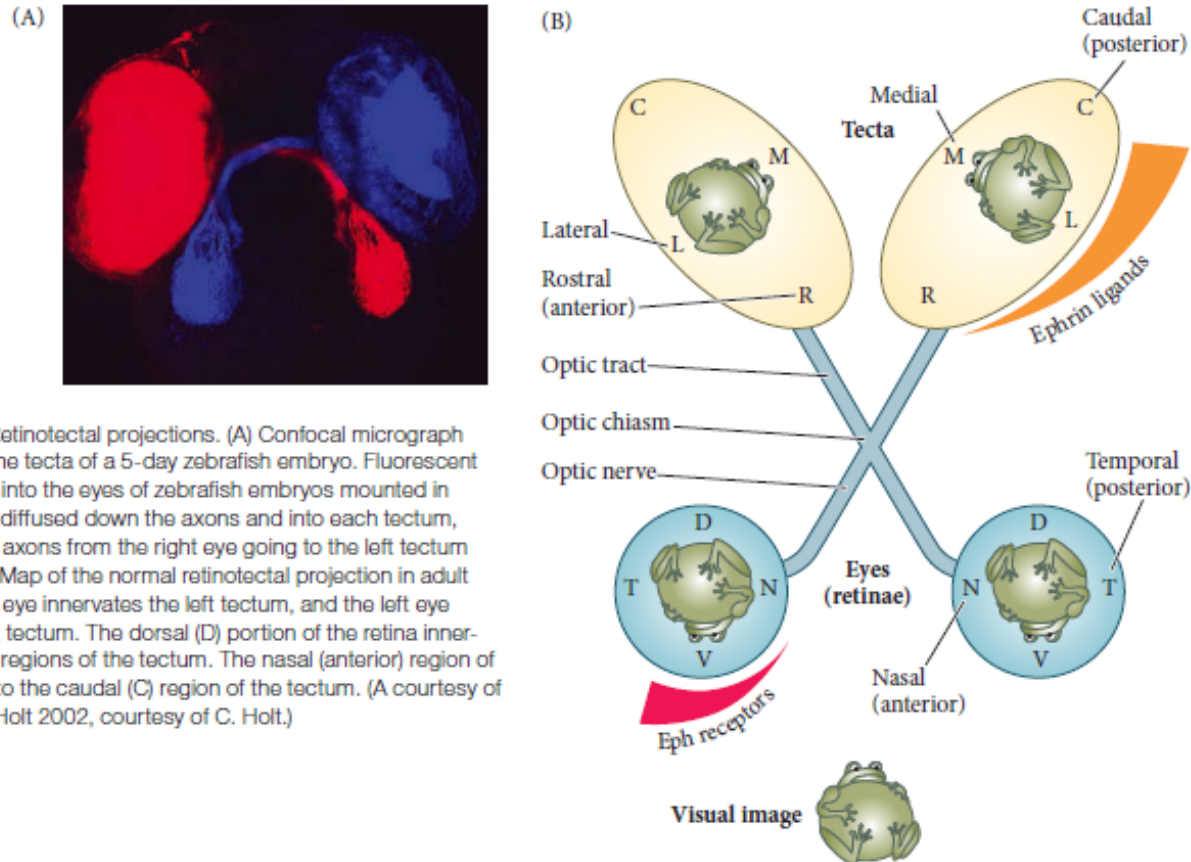 (A)
etinotectal projections. (A) Confocal micrograph
he tecta of a 5-day zebrafish embryo. Fluorescent
into the eyes of zebrafish embryos mounted in
diffused down the axons and into each tectum,
axons from the right eye going to the left tectum
Map of the normal retinotectal projection in adult
eye innervates the left tectum, and the left eye
tectum. The dorsal (D) portion of the retina inner-
regions of the tectum. The nasal (anterior) region of
to the caudal (C) region of the tectum. (A courtesy of
Holt 2002, courtesy of C. Holt.)
(B)
Caudal
(posterior)
Medial
Tecta
C
C
M
M
Lateral
L
L
Rostral
(anterior)
R
R
Ephrin ligands
Optic tract
Optic chiasm
Optic nerve
Temporal
(posterior)
D
D
Eyes
(retinae)
T
N
N
T
V
V
Nasal
(anterior)
Eph receptors
Visual image